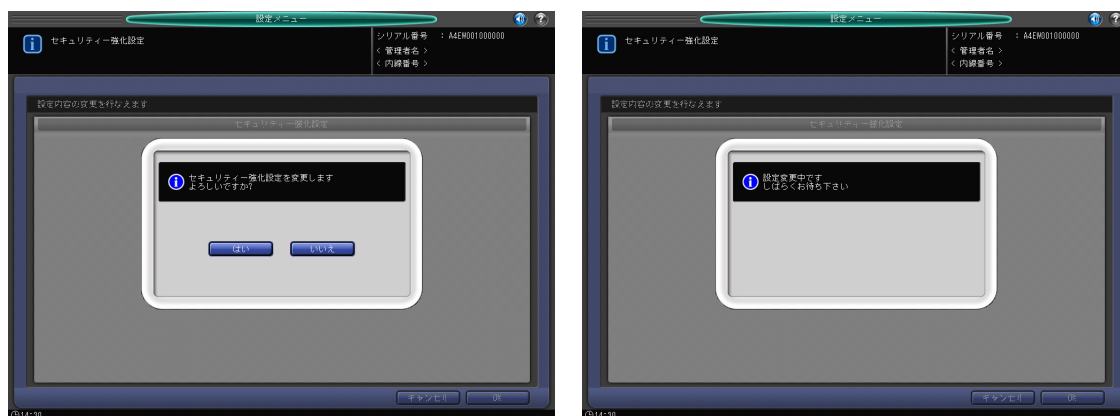 設定メニュー
セキュリティー強化設定
シリアル番号 : A4EW001000000
< 管理者名 >
< 内線番号 >
設定内容の変更を行なえます
セキュリティー強化設定
セキュリティー強化設定を変更します
よろしいですか?
はい
いいえ
キャンセル
OK
14:30
設定メニュー
セキュリティー強化設定
シリアル番号 : A4EW001000000
< 管理者名 >
< 内線番号 >
設定内容の変更を行なえます
セキュリティー強化設定
設定変更中です
しばらくお待ち下さい
キャンセル
OK
14:30